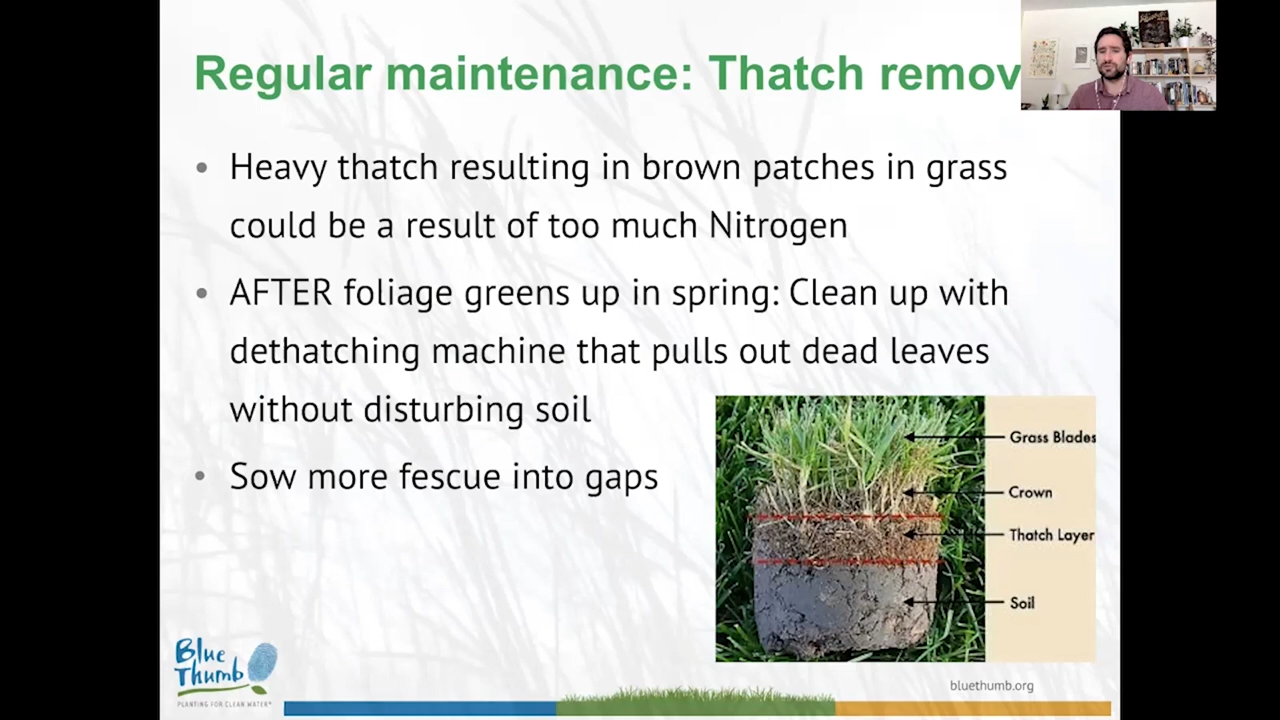 Regular maintenance: Thatch remov
• Heavy thatch resulting in brown patches in grass
could be a result of too much Nitrogen
• AFTER foliage greens up in spring: Clean up with
dethatching machine that pulls out dead leaves
without disturbing soil
• Sow more fescue into gaps
Grass Blades
Crown
Thatch Layer
Soil
Blue
Thumb
PLANTING FOR CLEAN WATER
bluethumb.org